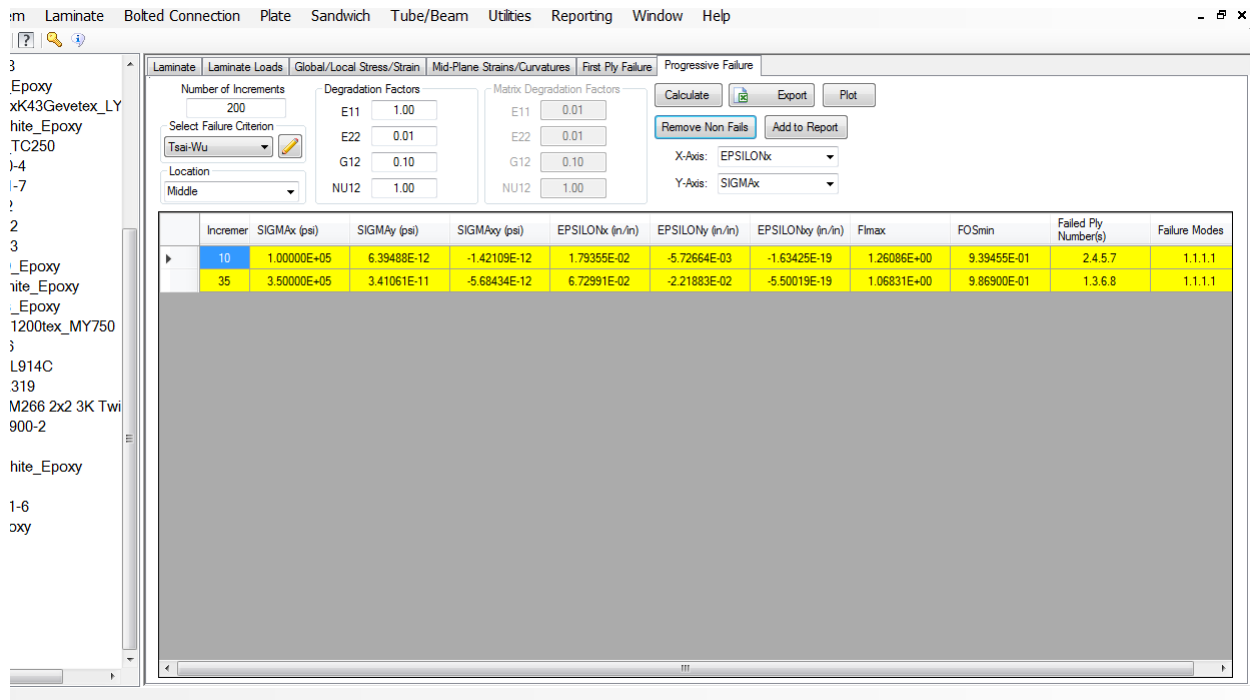 em Laminate Bolted Connection Plate Sandwich Tube/Beam Utilities Reporting Window Help
3
_Epoxy
xK43Gevetex_LY
hite_Epoxy
_TC250
0-4
1-7
2
2
3
_Epoxy
hite_Epoxy
_Epoxy
1200tex_MY750
6
L914C
319
M266 2x2 3K Twi
900-2
hite_Epoxy
1-6
oxy
Laminate Laminate Loads Global/Local Stress/Strain Mid-Plane Strains/Curvatures First Ply Failure Progressive Failure
Number of Increments
200
Select Failure Criterion
Tsai-Wu
Location
Middle
Degradation Factors
E11 1.00
E22 0.01
G12 0.10
NU12 1.00
Matrix Degradation Factors
E11 0.01
E22 0.01
G12 0.10
NU12 1.00
Calculate Export Plot
Remove Non Fails Add to Report
X-Axis: EPSILONx
Y-Axis: SIGMAx
Incremer SIGMAx (psi) SIGMAy (psi) SIGMAxy (psi) EPSILONx (in/in) EPSILONy (in/in) EPSILONxy (in/in) FImax FOSmin Failed Ply Number(s) Failure Modes
10 1.00000E+05 6.39488E-12 -1.42109E-12 1.79355E-02 -5.72664E-03 -1.63425E-19 1.26086E+00 9.39455E-01 2.4.5.7 1.1.1.1
35 3.50000E+05 3.41061E-11 -5.68434E-12 6.72991E-02 -2.21883E-02 -5.50019E-19 1.06831E+00 9.86900E-01 1.3.6.8 1.1.1.1